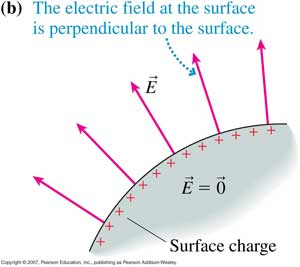 (b) The electric field at the surface
is perpendicular to the surface.
E⃗
E⃗ = 0⃗
+ + + + + + + + + + + + + + + + + +
Surface charge
Copyright © 2007, Pearson Education, Inc., publishing as Pearson Addison-Wesley.